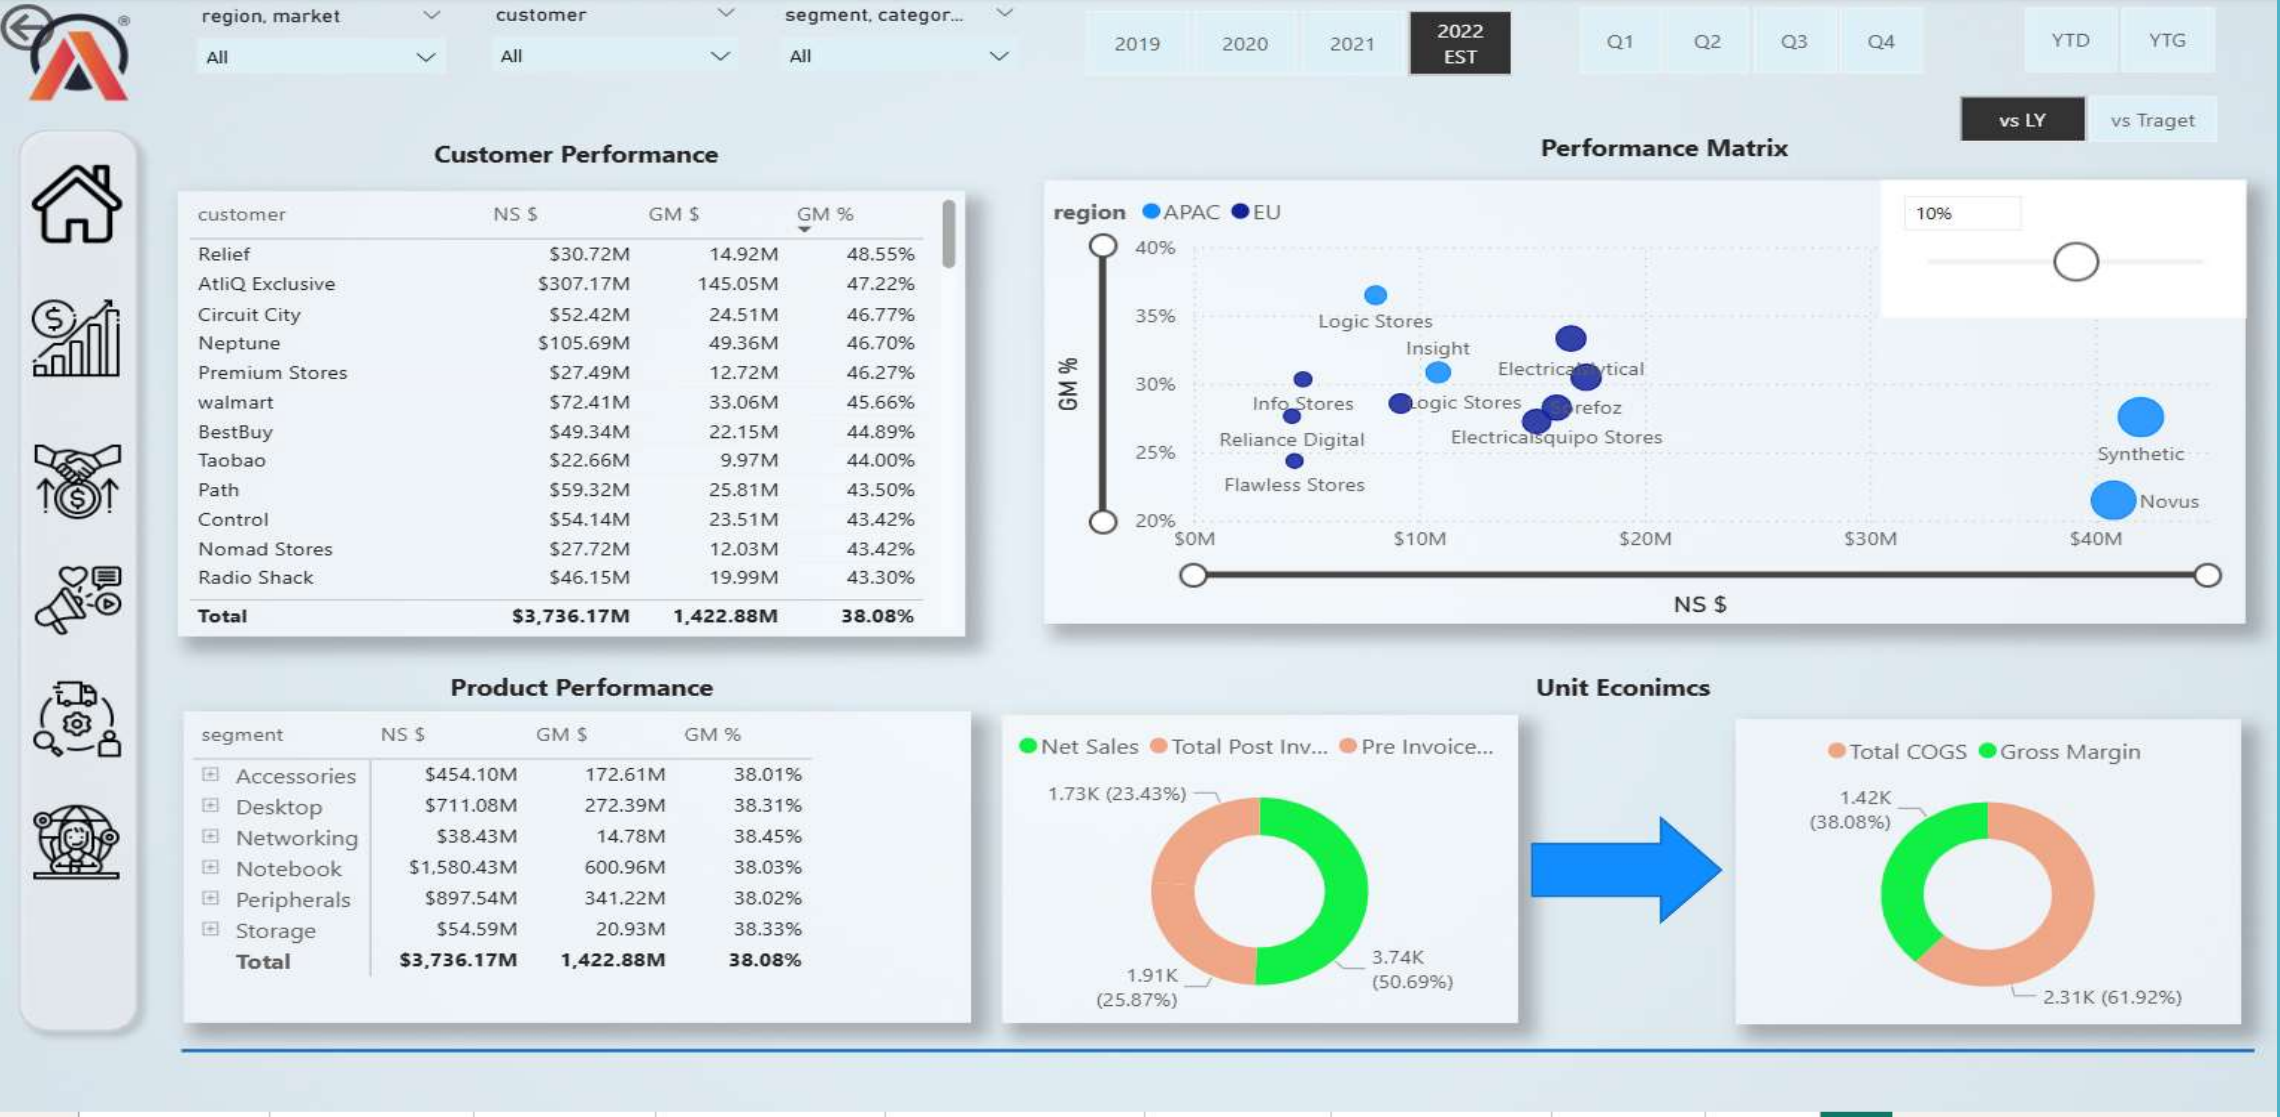 ®
region, market
customer
segment, categor...
All
All
All
2019
2020
2021
2022
EST
Q1
Q2
Q3
Q4
YTD
YTG
vs LY
vs Traget
Customer Performance
customer NS $ GM $ GM %
Relief $30.72M 14.92M 48.55%
AtliQ Exclusive $307.17M 145.05M 47.22%
Circuit City $52.42M 24.51M 46.77%
Neptune $105.69M 49.36M 46.70%
Premium Stores $27.49M 12.72M 46.27%
walmart $72.41M 33.06M 45.66%
BestBuy $49.34M 22.15M 44.89%
Taobao $22.66M 9.97M 44.00%
Path $59.32M 25.81M 43.50%
Control $54.14M 23.51M 43.42%
Nomad Stores $27.72M 12.03M 43.42%
Radio Shack $46.15M 19.99M 43.30%
Total $3,736.17M 1,422.88M 38.08%
Performance Matrix
region APAC EU
10%
40%
35%
30%
25%
20%
GM %
Logic Stores
Insight
Info Stores
Logic Stores
Reliance Digital
Flawless Stores
Synthetic
Novus
$0M $10M $20M $30M $40M
NS $
Product Performance
segment NS $ GM $ GM %
Accessories $454.10M 172.61M 38.01%
Desktop $711.08M 272.39M 38.31%
Networking $38.43M 14.78M 38.45%
Notebook $1,580.43M 600.96M 38.03%
Peripherals $897.54M 341.22M 38.02%
Storage $54.59M 20.93M 38.33%
Total $3,736.17M 1,422.88M 38.08%
Unit Econimcs
Net Sales Total Post Inv... Pre Invoice...
1.73K (23.43%)
3.74K
(50.69%)
1.91K
(25.87%)
Total COGS Gross Margin
1.42K
(38.08%)
2.31K (61.92%)